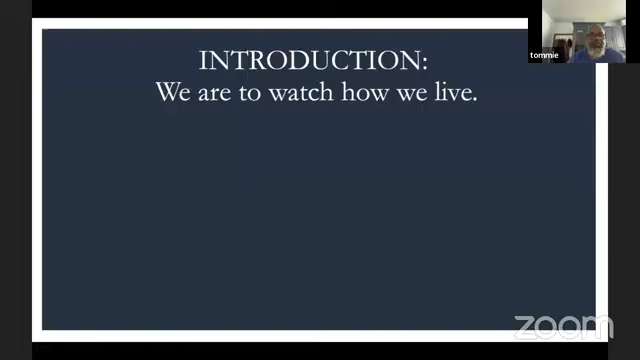 INTRODUCTION:
We are to watch how we live.
tommie
zoom